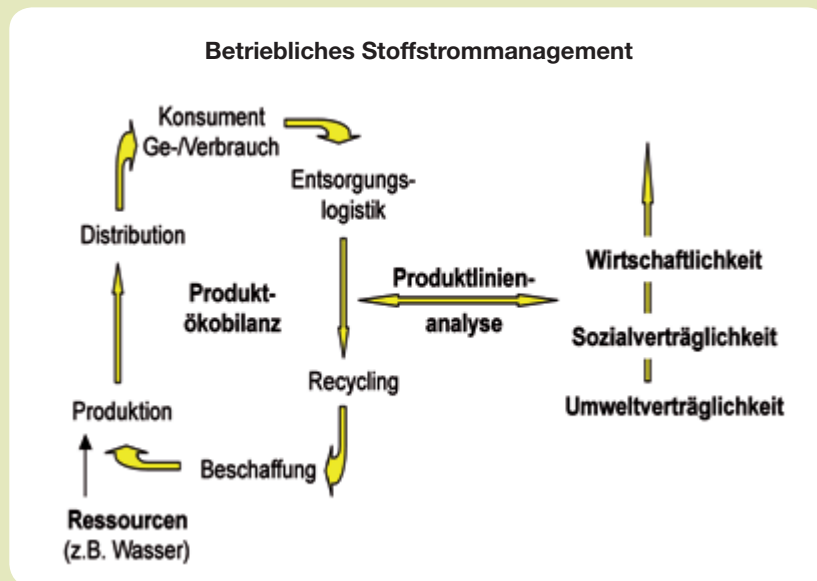 Betriebliches Stoffstrommanagement
Konsument
Ge-/Verbrauch
Entsorgungs-
logistik
Distribution
Produkt-
ökobilanz
Produktlinien-
analyse
Wirtschaftlichkeit
Sozialverträglichkeit
Umweltverträglichkeit
Recycling
Produktion
Beschaffung
Ressourcen
(z.B. Wasser)